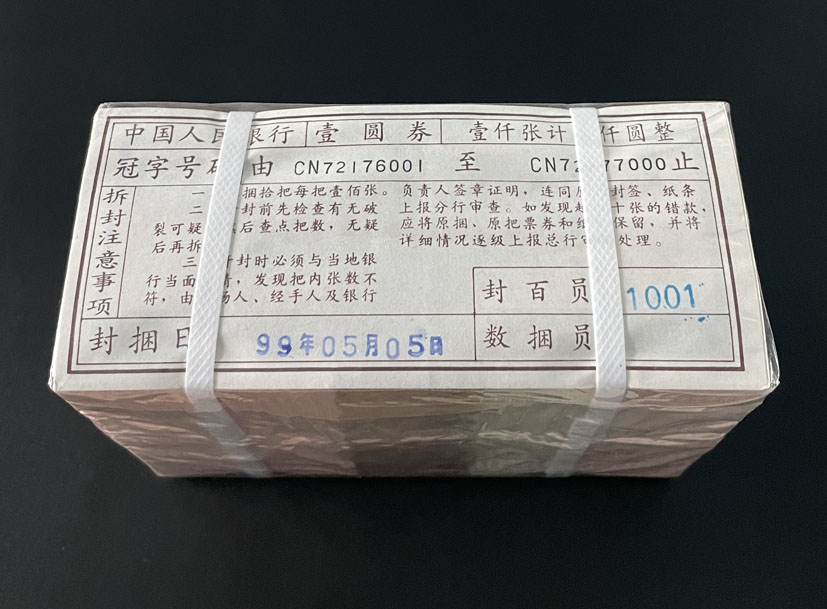 中国人民银行 壹圆券 壹仟张计 仟圆整
冠字号码 由 CN72176001 至 CN72 77000 止
拆封注意事项
一 捆拾把每把壹佰张。
二 封前先检查有无破
裂可疑 后查点把数，无疑
后再拆
三 封时必须与当地银
行当面 清，发现把内张数不
符，由 场人、经手人及银行
负责人签章证明，连同原 封签、纸条
上报分行审查。如发现超 十张的错款，
应将原捆、原把票券和纸 保留，并将
详细情况逐级上报总行审 处理。
封百员 1001
封捆日 99年05月05日
数捆员